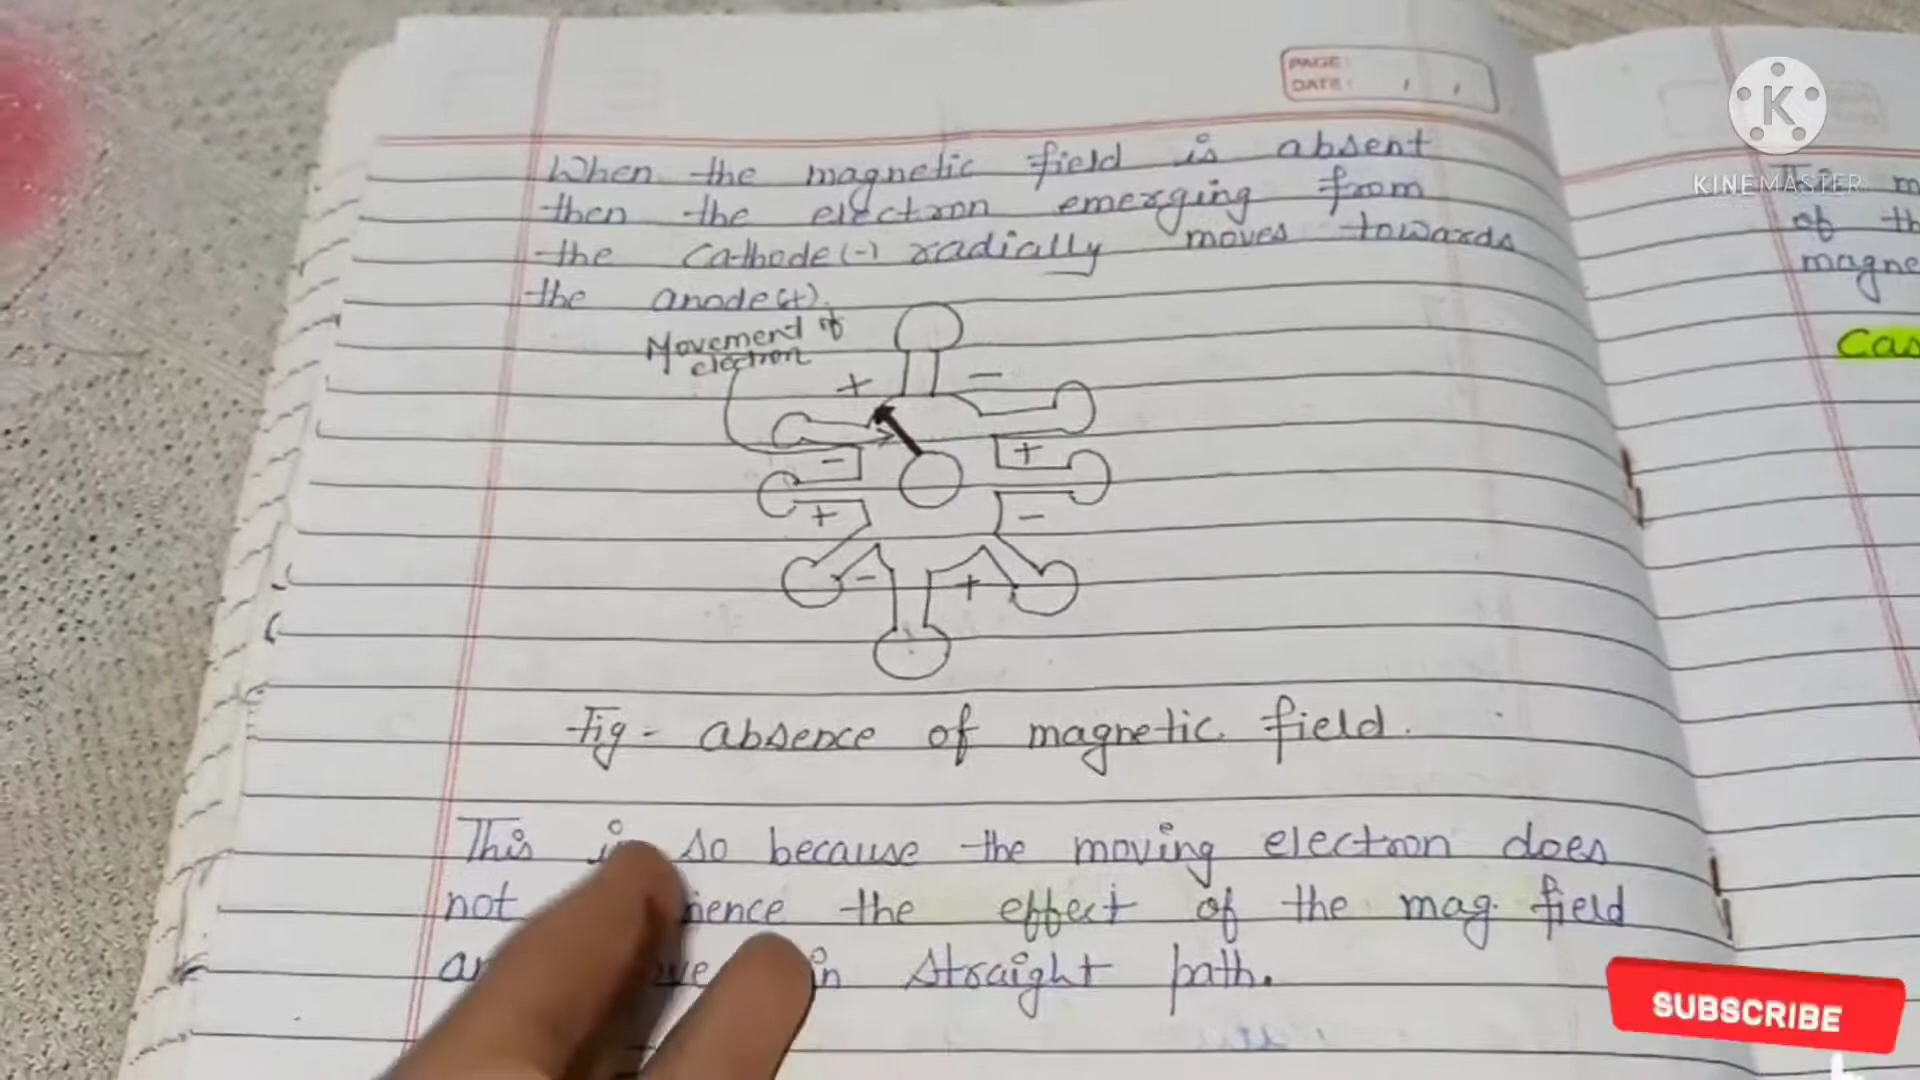 PAGE:
DATE:
When the magnetic field is absent
then the electron emerging from
the cathode(-) radially moves towards
the anode(+).
Movement of
electron
+ -
- +
+ -
- +
Fig - absence of magnetic field.
This is so because the moving electron does
not the effect of the mag. field
in straight path.
of th
magne
Cas
K
KINEMASTER
SUBSCRIBE